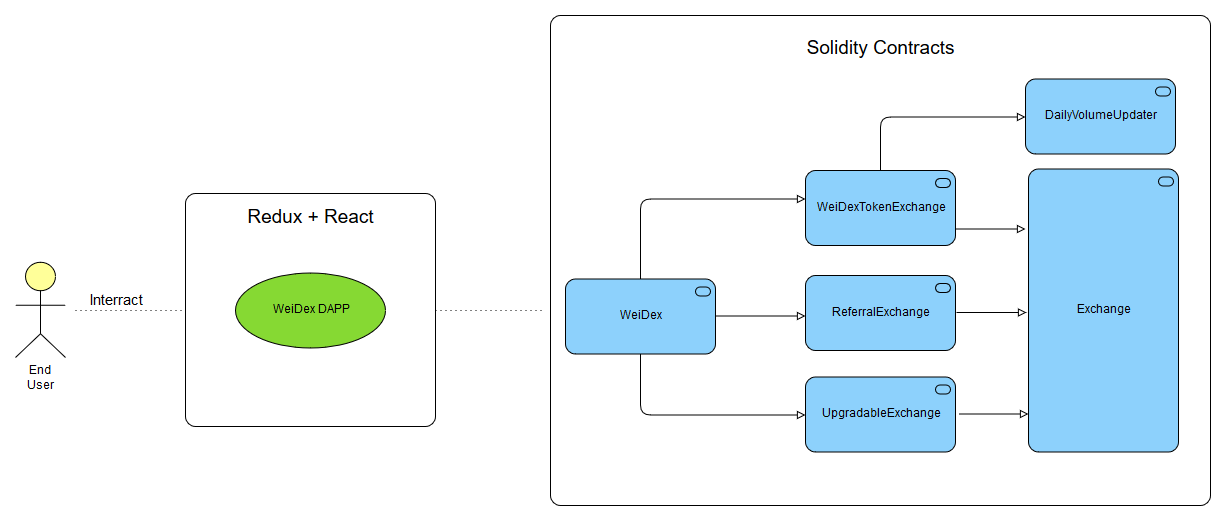 Solidity Contracts
DailyVolumeUpdater
Redux + React
WeiDexTokenExchange
Interract
WeiDex DAPP
WeiDex
ReferralExchange
Exchange
End
User
UpgradableExchange